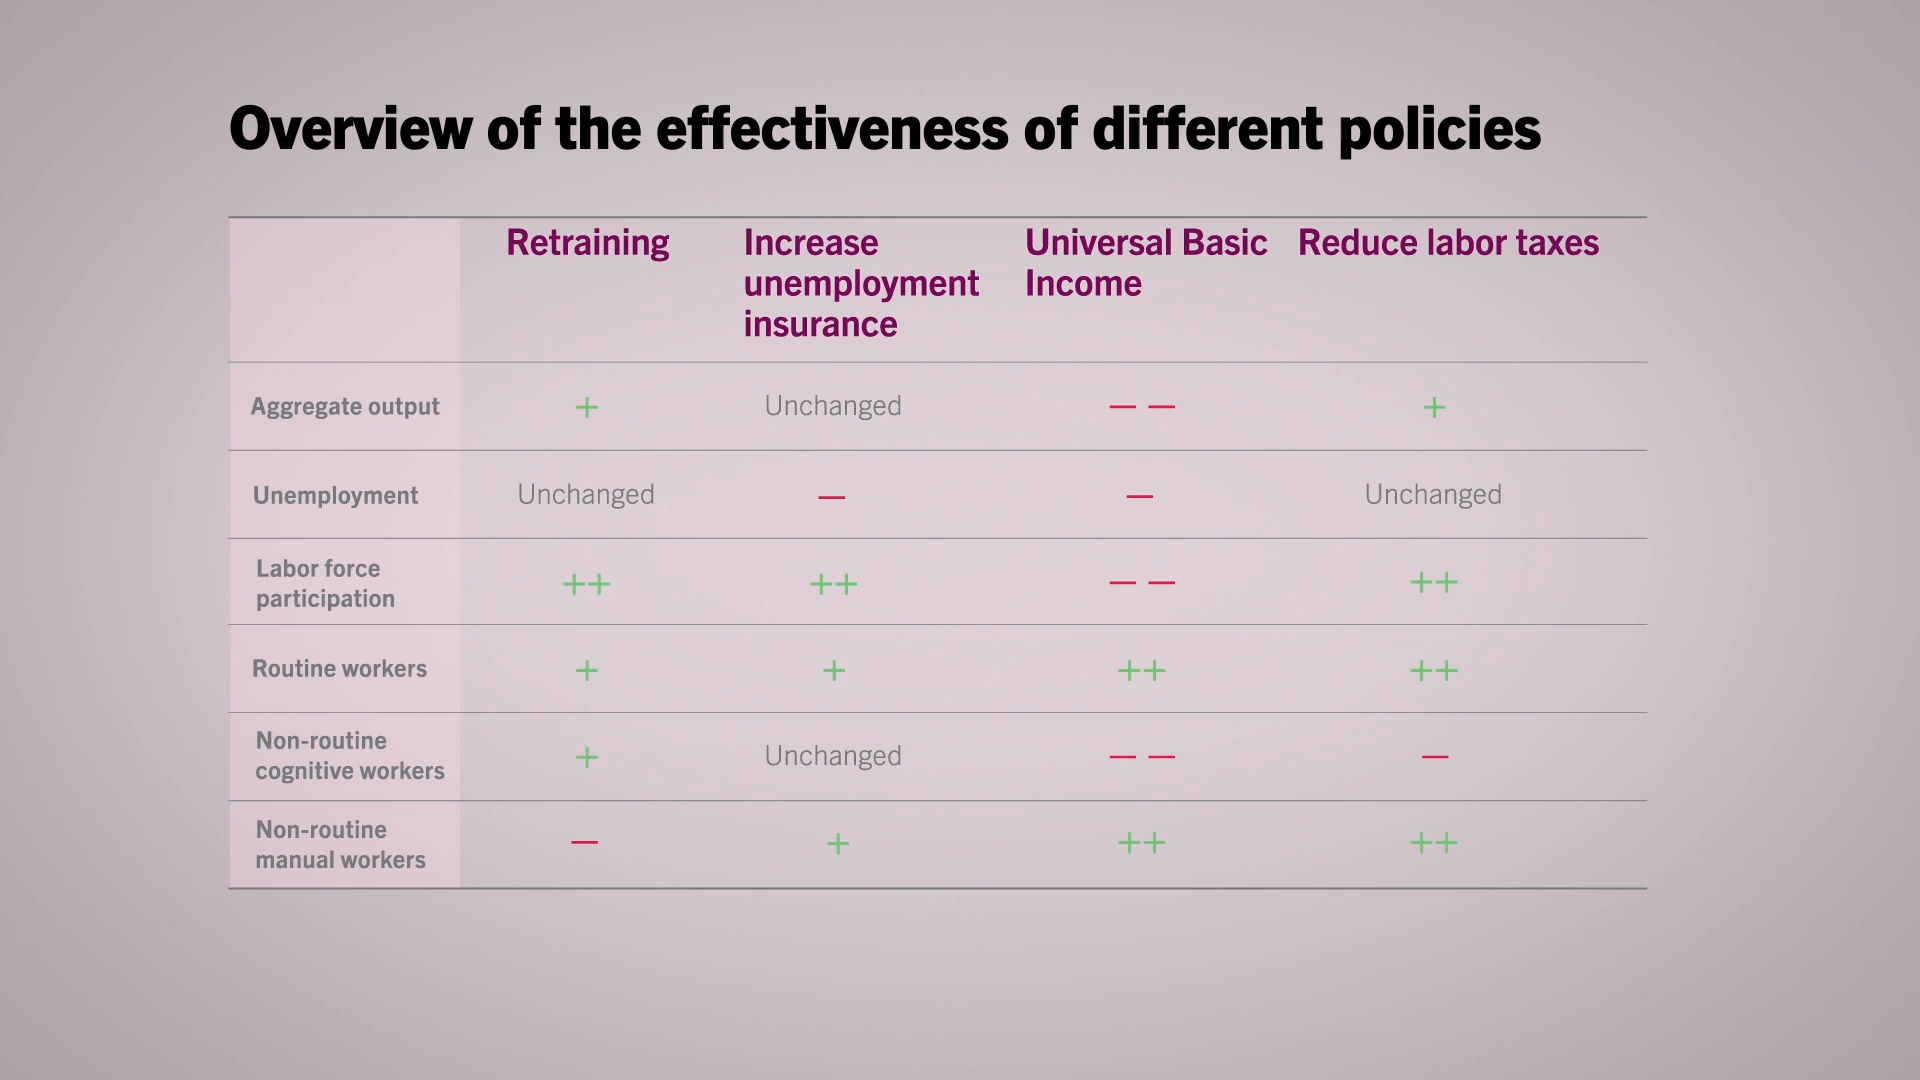 Overview of the effectiveness of different policies
Retraining
Increase
unemployment
insurance
Universal Basic
Income
Reduce labor taxes
Aggregate output
+
Unchanged
— —
+
Unemployment
Unchanged
—
—
Unchanged
Labor force
participation
++
++
— —
++
Routine workers
+
+
++
++
Non-routine
cognitive workers
+
Unchanged
— —
—
Non-routine
manual workers
—
+
++
++